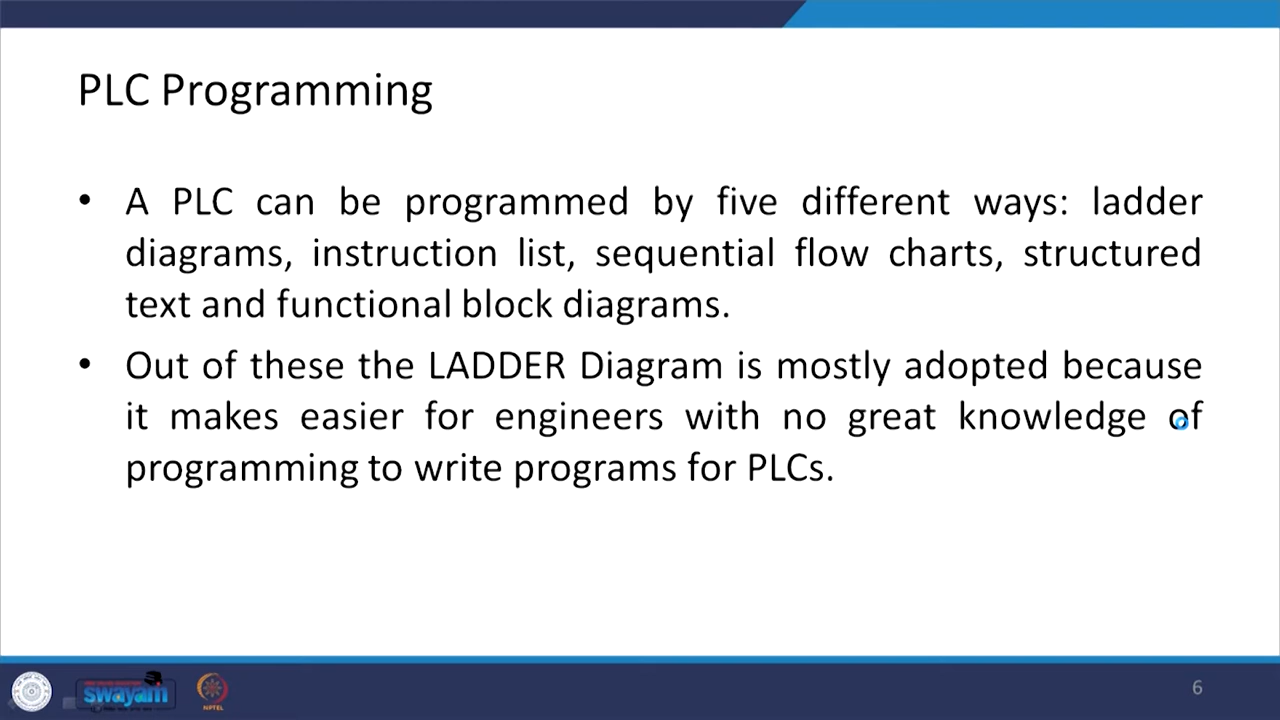 PLC Programming
• A PLC can be programmed by five different ways: ladder
diagrams, instruction list, sequential flow charts, structured
text and functional block diagrams.
• Out of these the LADDER Diagram is mostly adopted because
it makes easier for engineers with no great knowledge of
programming to write programs for PLCs.
swayam
NPTEL
6